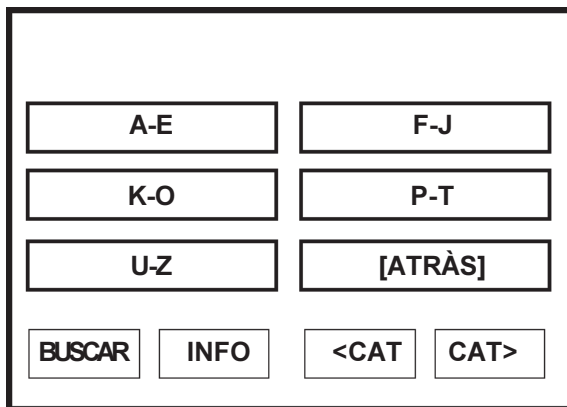 A-E F-J
K-O P-T
U-Z [ATRÀS]
BUSCAR INFO <CAT CAT>